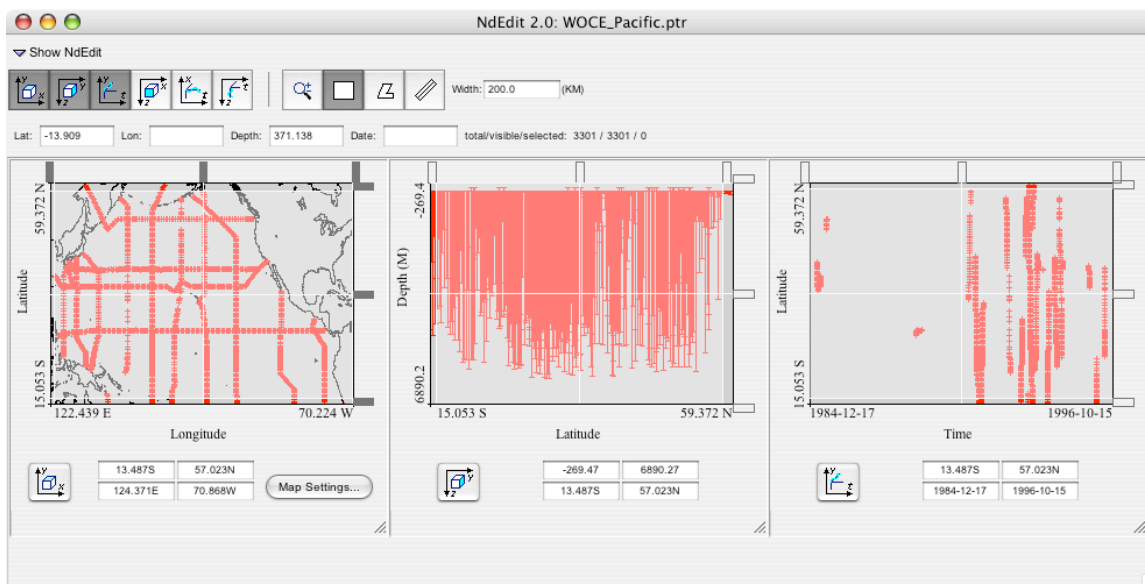 NdEdit 2.0: WOCE_Pacific.ptr
Show NdEdit
y x z y y t z x x t z t Width: 200.0 (KM)
Lat: -13.909 Lon: Depth: 371.138 Date: total/visible/selected: 3301 / 3301 / 0
59.372 N
Latitude
15.053 S
122.439 E 70.224 W
Longitude
y x
13.487S 57.023N
124.371E 70.868W
Map Settings...
-269.4
Depth (M)
6890.2
15.053 S 59.372 N
Latitude
z y
-269.47 6890.27
13.487S 57.023N
59.372 N
Latitude
15.053 S
1984-12-17 1996-10-15
Time
y t
13.487S 57.023N
1984-12-17 1996-10-15